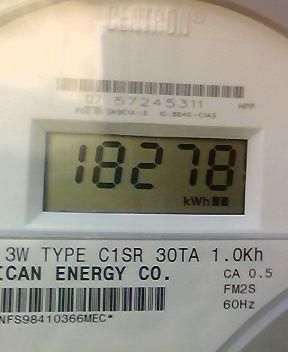 CENTRON®
07 57245311 HPP
18278
kWh
3W TYPE C1SR 30TA 1.0Kh
ICAN ENERGY CO. CA 0.5
FM2S
60Hz
NFS98410366MEC*